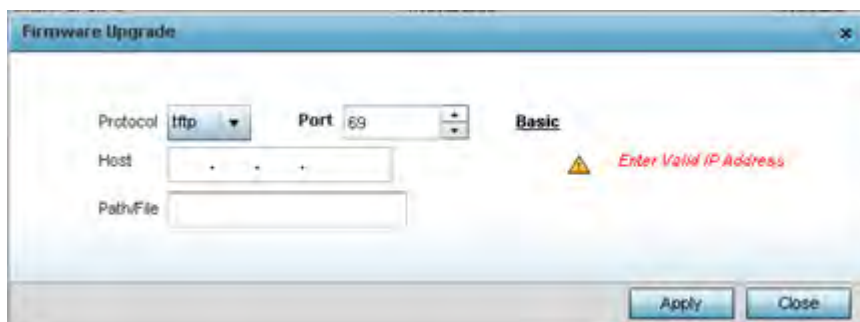 Firmware Upgrade x
Protocol tftp Port 69 Basic
Host . . . Enter Valid IP Address
Path/File
Apply Close